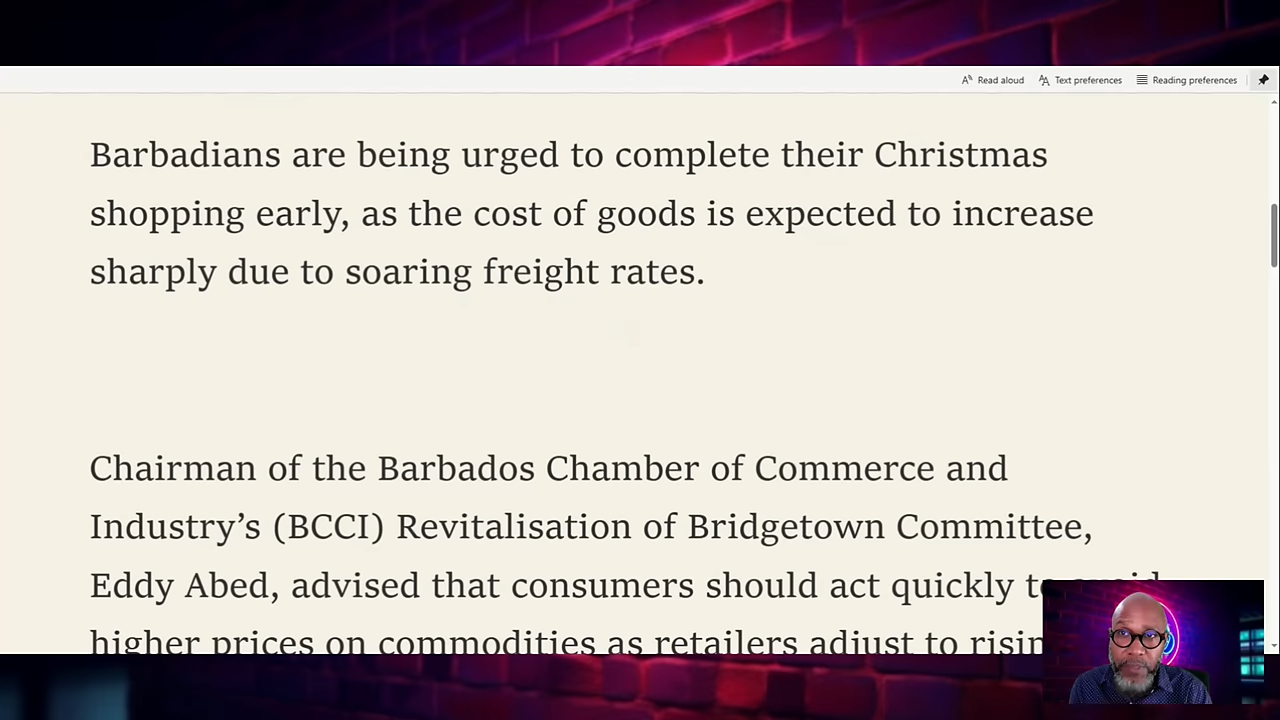 Read aloud Text preferences Reading preferences
Barbadians are being urged to complete their Christmas
shopping early, as the cost of goods is expected to increase
sharply due to soaring freight rates.
Chairman of the Barbados Chamber of Commerce and
Industry’s (BCCI) Revitalisation of Bridgetown Committee,
Eddy Abed, advised that consumers should act quickly to
higher prices on commodities as retailers adjust to